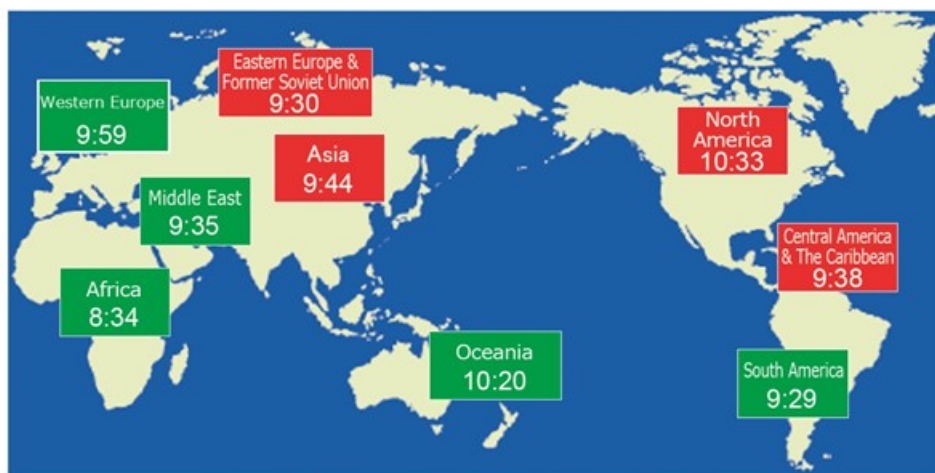 Western Europe
9:59
Eastern Europe &
Former Soviet Union
9:30
Asia
9:44
Middle East
9:35
Africa
8:34
Oceania
10:20
North
America
10:33
Central America
& The Caribbean
9:38
South America
9:29